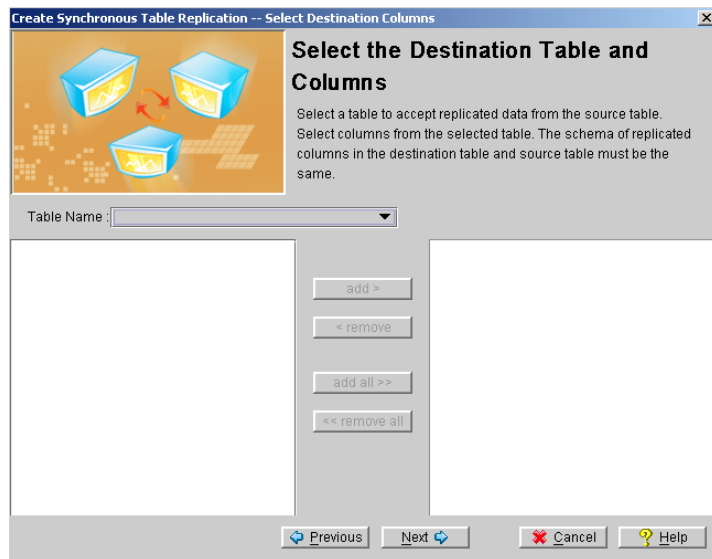 Create Synchronous Table Replication -- Select Destination Columns
Select the Destination Table and
Columns
Select a table to accept replicated data from the source table.
Select columns from the selected table. The schema of replicated
columns in the destination table and source table must be the
same.
Table Name :
add >
< remove
add all >>
<< remove all
Previous Next Cancel Help